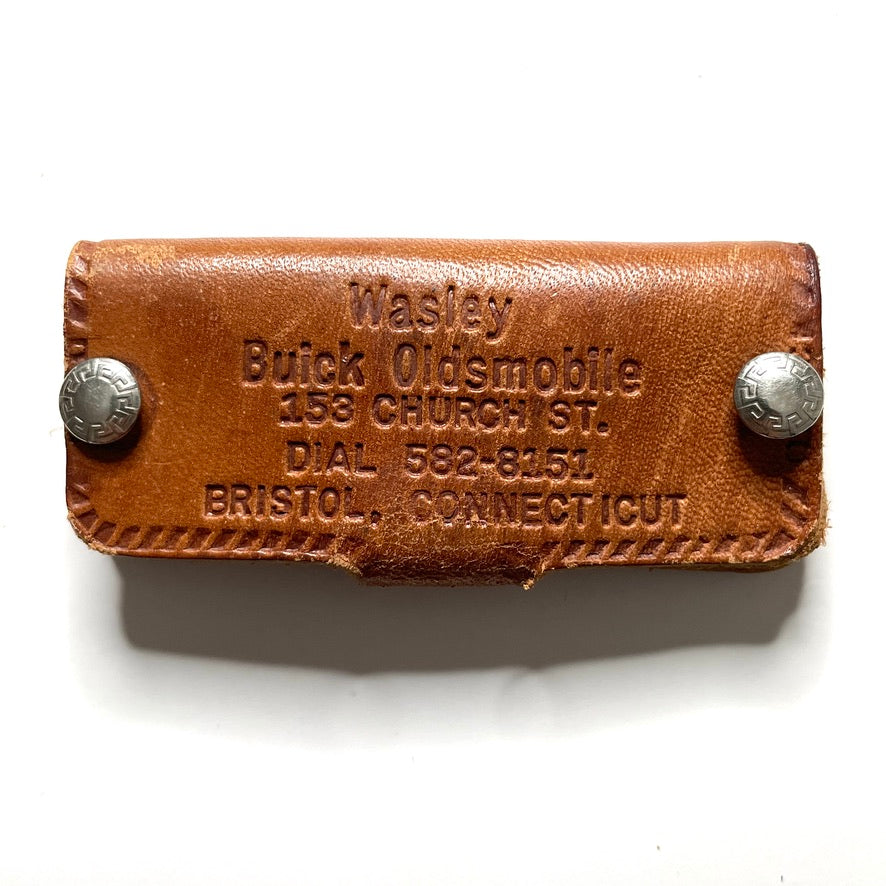 Wasley
Buick Oldsmobile
153 CHURCH ST.
DIAL 582-8151
BRISTOL, CONNECTICUT